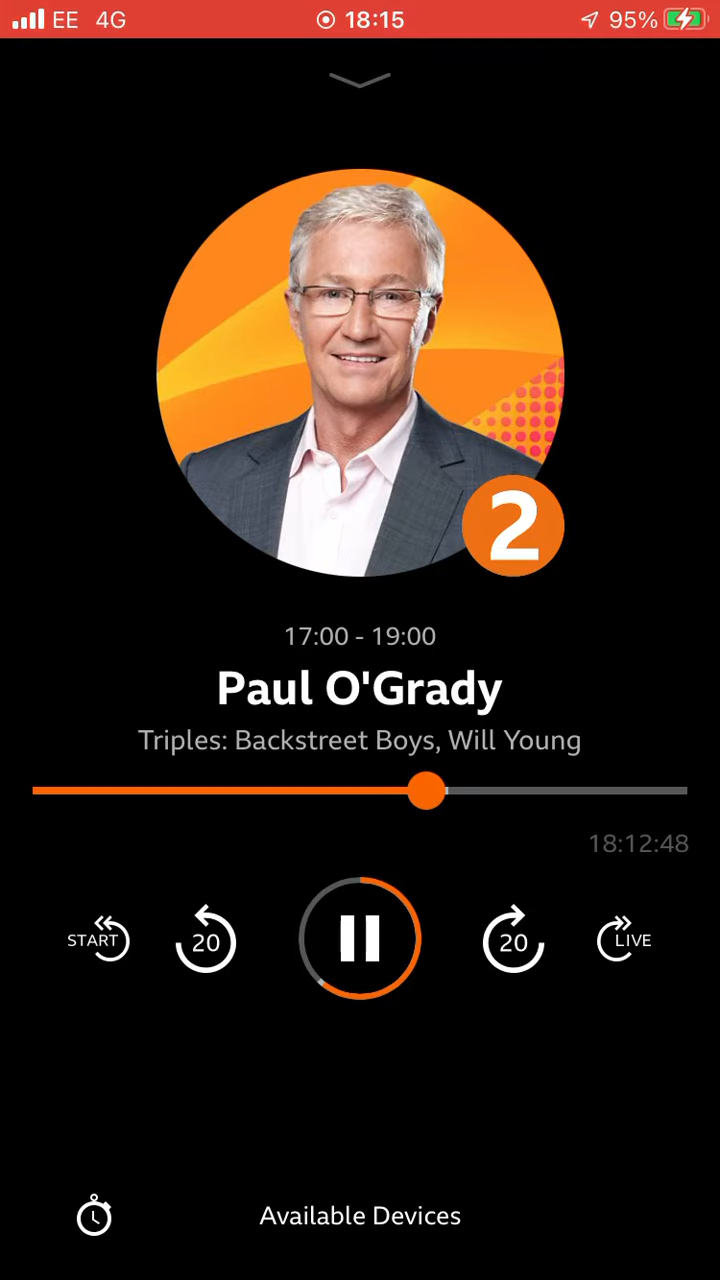 EE 4G 18:15 95%
2
17:00 - 19:00
Paul O'Grady
Triples: Backstreet Boys, Will Young
18:12:48
START 20 20 LIVE
Available Devices